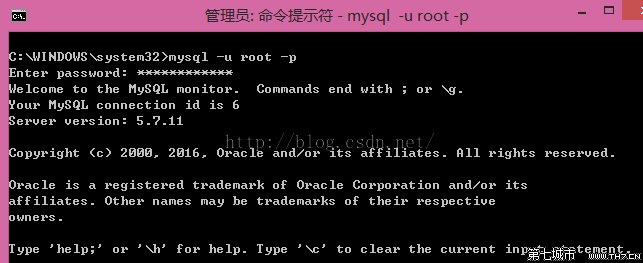 管理员: 命令提示符 - mysql  -u root -p
C:\WINDOWS\system32>mysql -u root -p
Enter password: ************
Welcome to the MySQL monitor.  Commands end with ; or \g.
Your MySQL connection id is 6
Server version: 5.7.11
http://blog.csdn.net/
Copyright (c) 2000, 2016, Oracle and/or its affiliates. All rights reserved.
Oracle is a registered trademark of Oracle Corporation and/or its
affiliates. Other names may be trademarks of their respective
owners.
Type 'help;' or '\h' for help. Type '\c' to clear the current input statement.
第七城市 WWW.TH7.CN